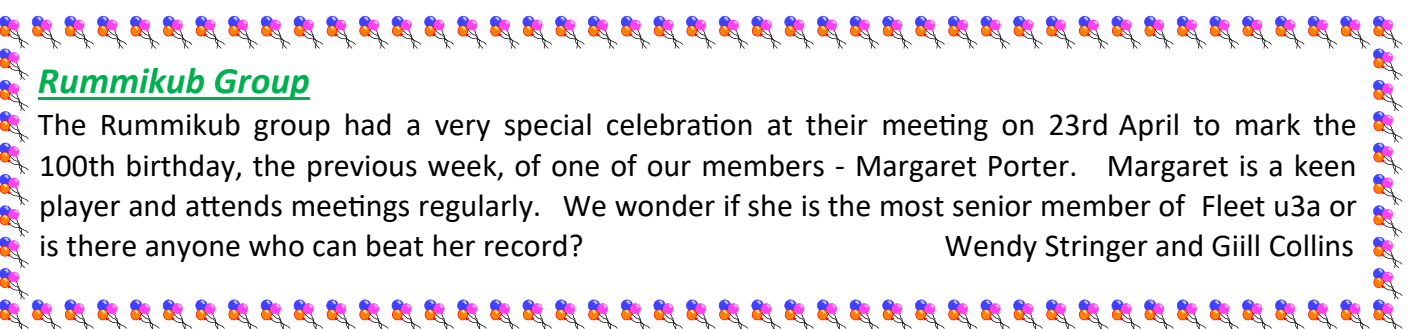 Rummikub Group
The Rummikub group had a very special celebration at their meeting on 23rd April to mark the
100th birthday, the previous week, of one of our members - Margaret Porter. Margaret is a keen
player and attends meetings regularly. We wonder if she is the most senior member of Fleet u3a or
is there anyone who can beat her record? Wendy Stringer and Giill Collins